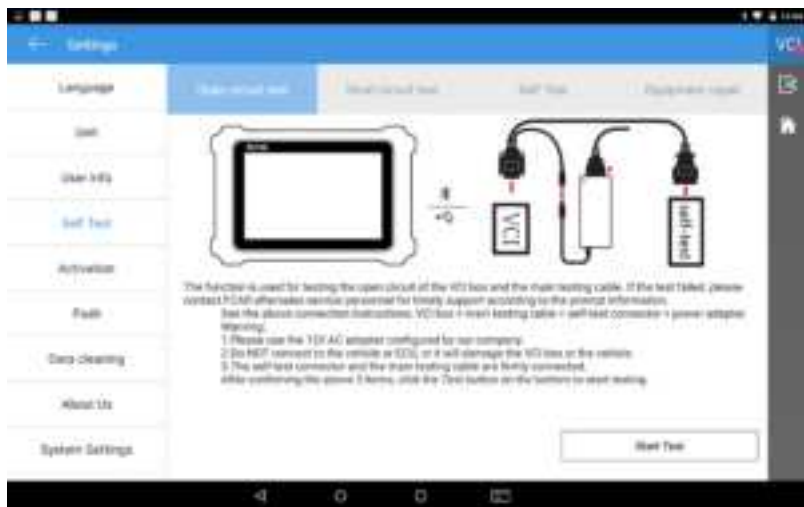 Settings
VCI
Language
Unit
User Info
Self Test
Activation
Push
Data cleaning
About Us
System Settings
Open circuit test
Short circuit test
Self Test
Equipment repair
VCI
self-test
The function is used for testing the open circuit of the VCI box and the main testing cable. If the test failed, please
contact FCAR aftersales service personnel for timely support according to the prompt information.
See the above connection instructions: VCI box + main testing cable + self-test connector + power adapter
Warning:
1.Please use the AC adapter configured for our company.
2.Do NOT connect to the vehicle or ECU, or it will damage the VCI box or the vehicle.
3.The self-test connector and the main testing cable are firmly connected.
After confirming the above 3 items, click the Test button on the bottom to start testing.
Start Test